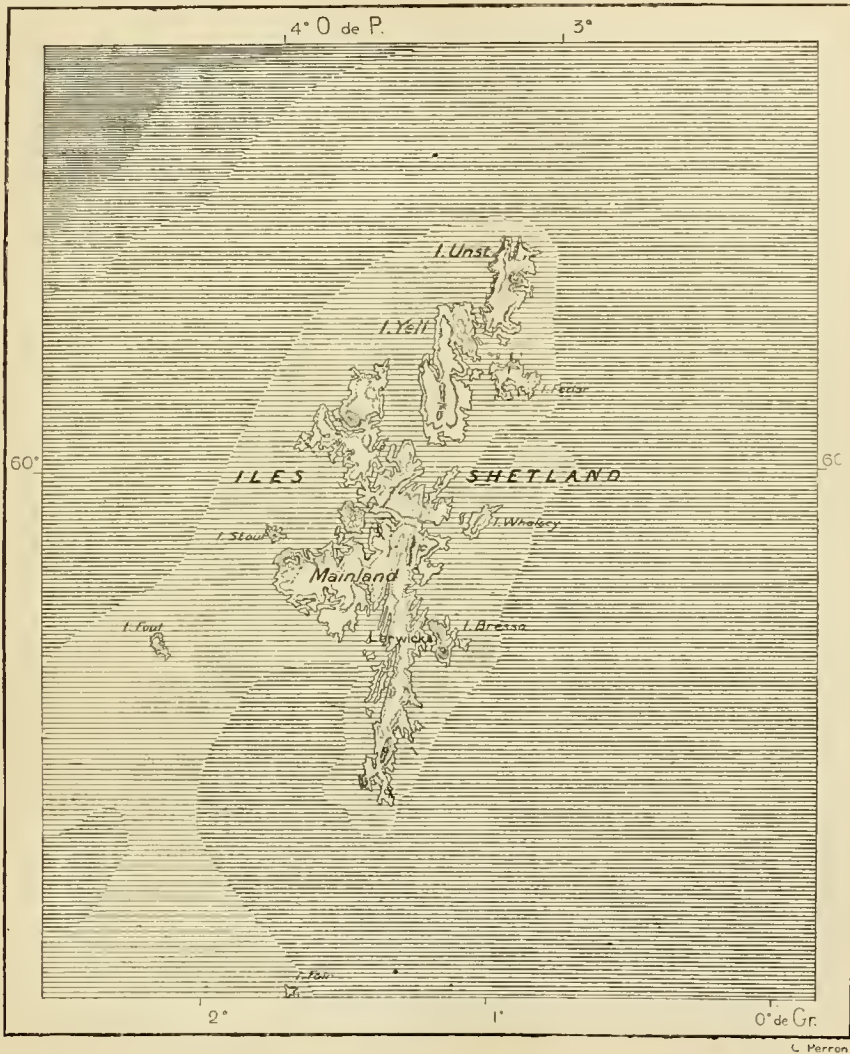 4° O de P. 3°
I. Unst
I. Yell
I. Fetlar
60° 60
ILES SHETLAND
I. Whalsey
I. Stour
Mainland
I. Foul
I. Bressa
Lerwick
I. Fair
2° 1° 0° de Gr.
C. Perron